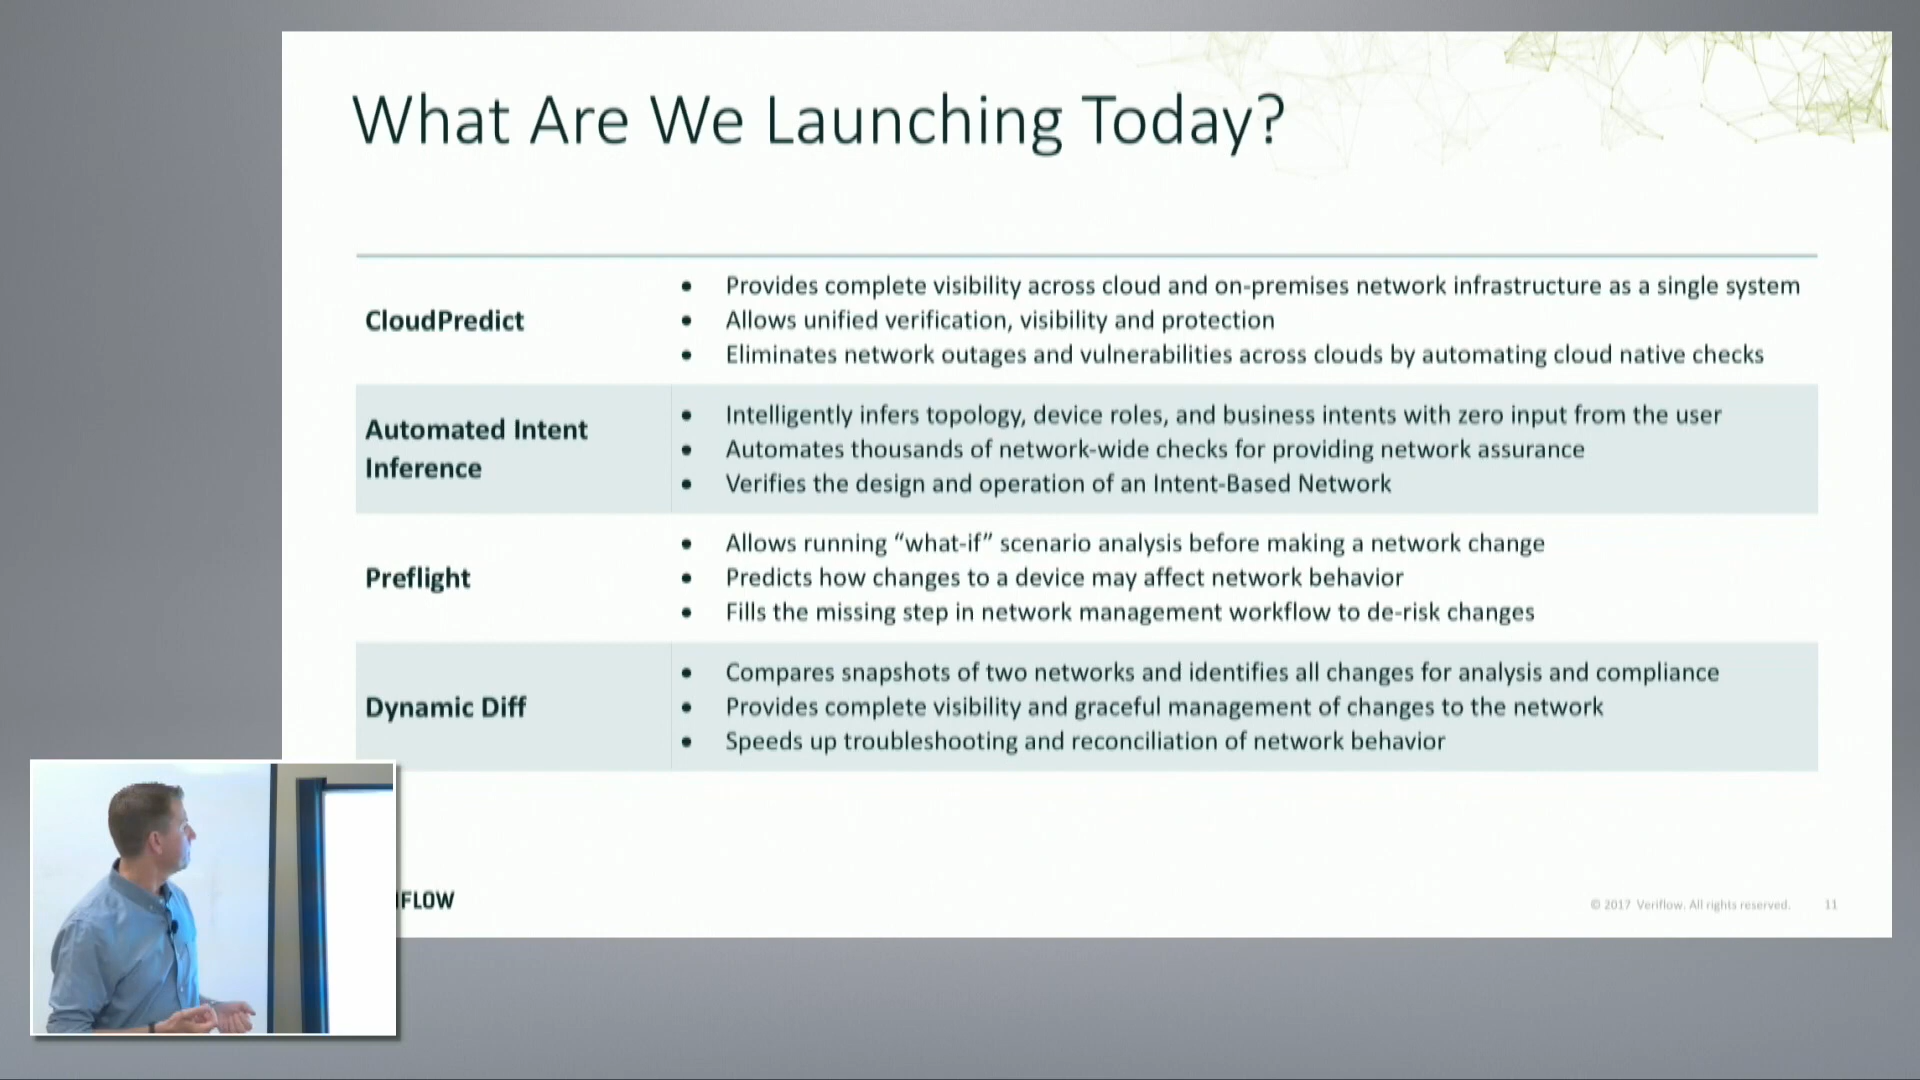 What Are We Launching Today?
CloudPredict
• Provides complete visibility across cloud and on-premises network infrastructure as a single system
• Allows unified verification, visibility and protection
• Eliminates network outages and vulnerabilities across clouds by automating cloud native checks
Automated Intent
Inference
• Intelligently infers topology, device roles, and business intents with zero input from the user
• Automates thousands of network-wide checks for providing network assurance
• Verifies the design and operation of an Intent-Based Network
Preflight
• Allows running “what-if” scenario analysis before making a network change
• Predicts how changes to a device may affect network behavior
• Fills the missing step in network management workflow to de-risk changes
Dynamic Diff
• Compares snapshots of two networks and identifies all changes for analysis and compliance
• Provides complete visibility and graceful management of changes to the network
• Speeds up troubleshooting and reconciliation of network behavior
IFLOW
© 2017 Veriflow. All rights reserved. 11